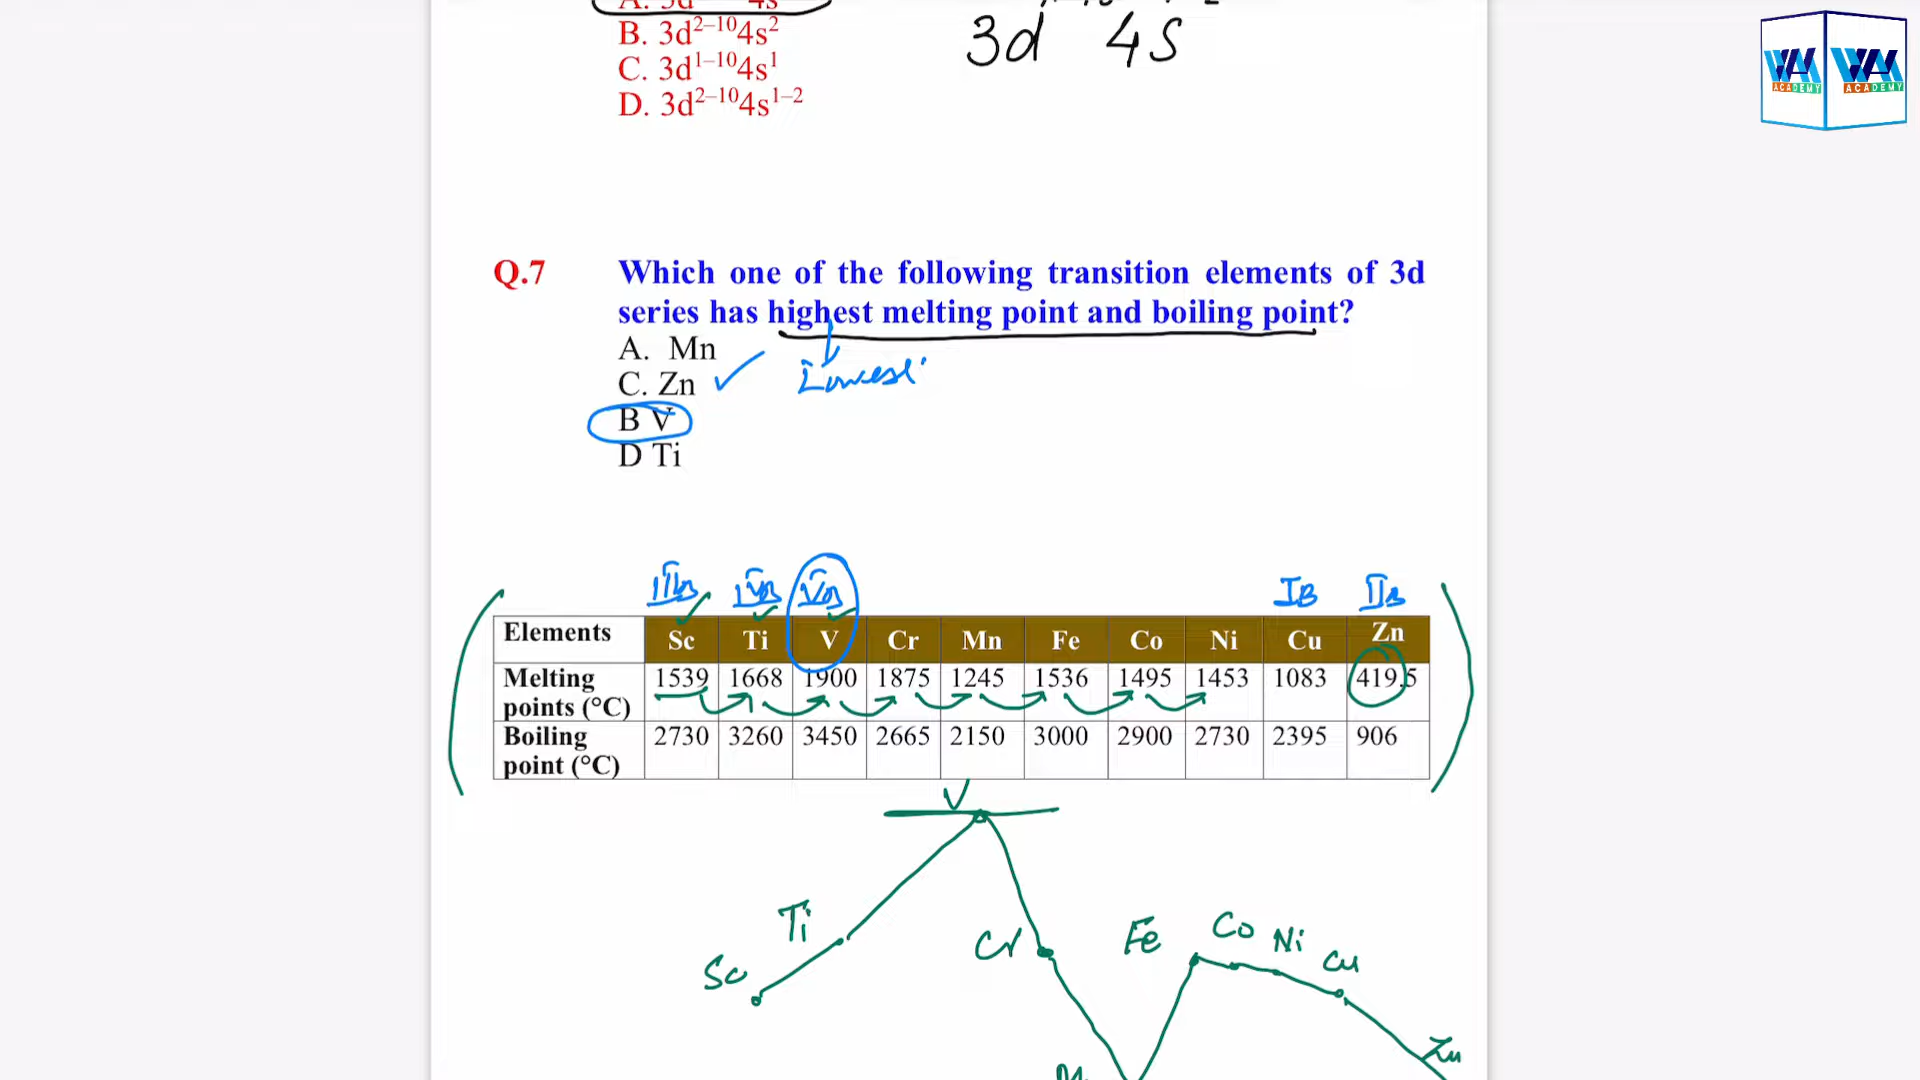 B. 3d2–104s2
C. 3d1–104s1
D. 3d2–104s1–2
3d 4S
WA WA
ACADEMY ACADEMY
Q.7 Which one of the following transition elements of 3d
series has highest melting point and boiling point?
A. Mn
C. Zn Lowest
B V
D Ti
IIIB IVB VB IB IIB
Elements Sc Ti V Cr Mn Fe Co Ni Cu Zn
Melting points (°C) 1539 1668 1900 1875 1245 1536 1495 1453 1083 419.5
Boiling point (°C) 2730 3260 3450 2665 2150 3000 2900 2730 2395 906
V
Ti Cr Fe Co Ni Cu
Sc
Zn